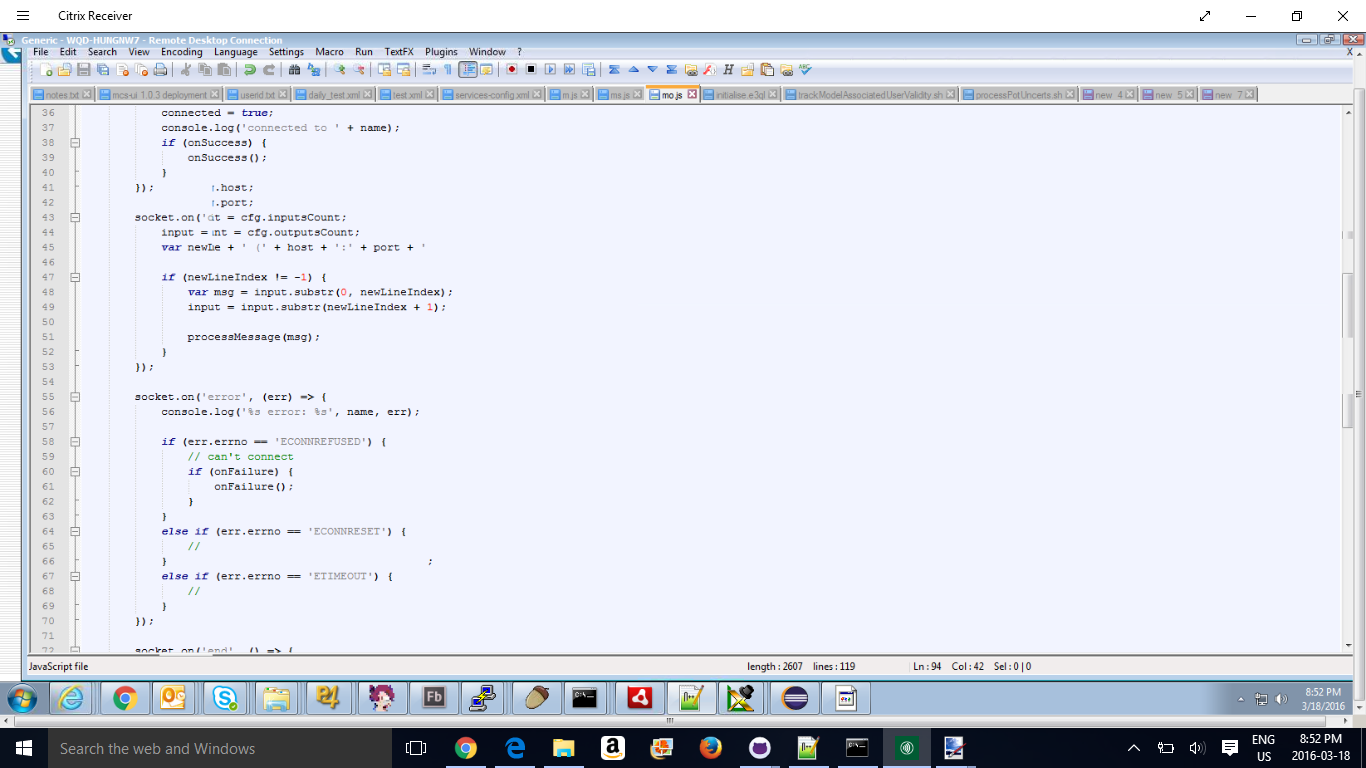 Citrix Receiver
Generic - WQD-HUNGNW7 - Remote Desktop Connection
File Edit Search View Encoding Language Settings Macro Run TextFX Plugins Window ? X
notes.txt mcs-ui 1.0.3 deployment userid.txt daily_test.xml test.xml services-config.xml m.js ms.js mo.js initialise.e3ql trackModelAssociatedUserValidity.sh processPotUncerts.sh new 4 new 5 new 7
36 connected = true;
37 console.log('connected to ' + name);
38 if (onSuccess) {
39 onSuccess();
40 }
41 }); .host;
42 .port;
43 socket.on('dt = cfg.inputsCount;
44 input = nt = cfg.outputsCount;
45 var newDe + ' (' + host + ':' + port + '
46
47 if (newLineIndex != -1) {
48 var msg = input.substr(0, newLineIndex);
49 input = input.substr(newLineIndex + 1);
50
51 processMessage(msg);
52 }
53 });
54
55 socket.on('error', (err) => {
56 console.log('%s error: %s', name, err);
57
58 if (err.errno == 'ECONNREFUSED') {
59 // can't connect
60 if (onFailure) {
61 onFailure();
62 }
63 }
64 else if (err.errno == 'ECONNRESET') {
65 //
66 } ;
67 else if (err.errno == 'ETIMEOUT') {
68 //
69 }
70 });
71
72 socket.on('end', () => {
JavaScript file length : 2607 lines : 119 Ln : 94 Col : 42 Sel : 0 | 0
8:52 PM
3/18/2016
Search the web and Windows
ENG
US
8:52 PM
2016-03-18